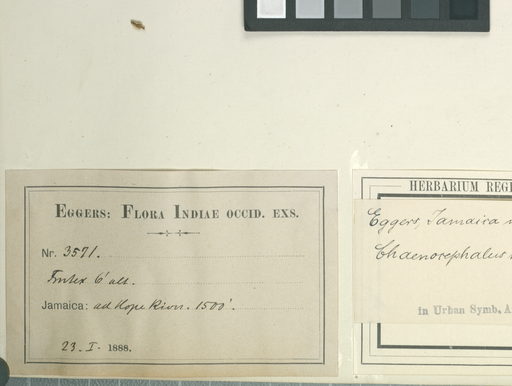 EGGERS: FLORA INDIAE OCCID. EXS.
Nr. 3571.
Frutex 6' alt.
Jamaica: ad Hope River. 1500'.
23. I. 1888.
HERBARIUM REGI
Eggers, Jamaica
Chaenocephalus
in Urban Symb. A